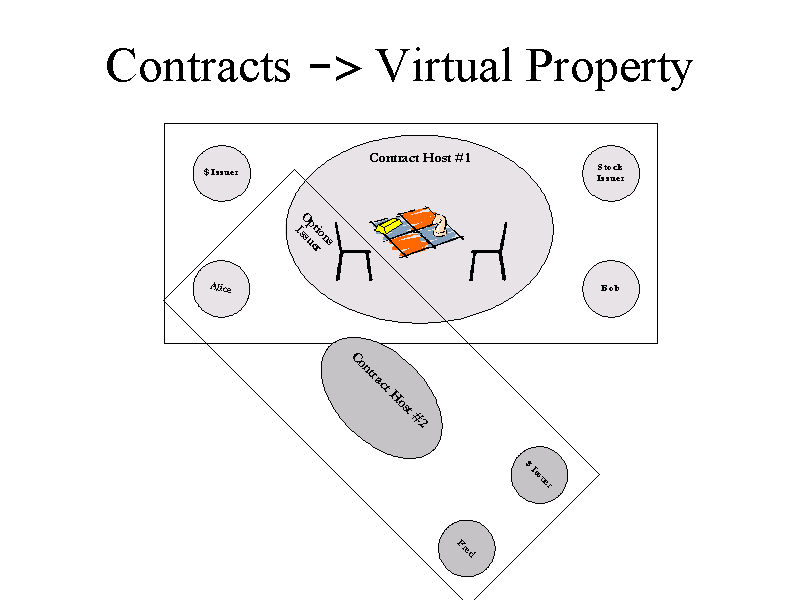 Contracts -> Virtual Property
Contract Host #1
$ Issuer
Stock
Issuer
Options
Issuer
Alice
Bob
Contract Host #2
$ Issuer
Fred